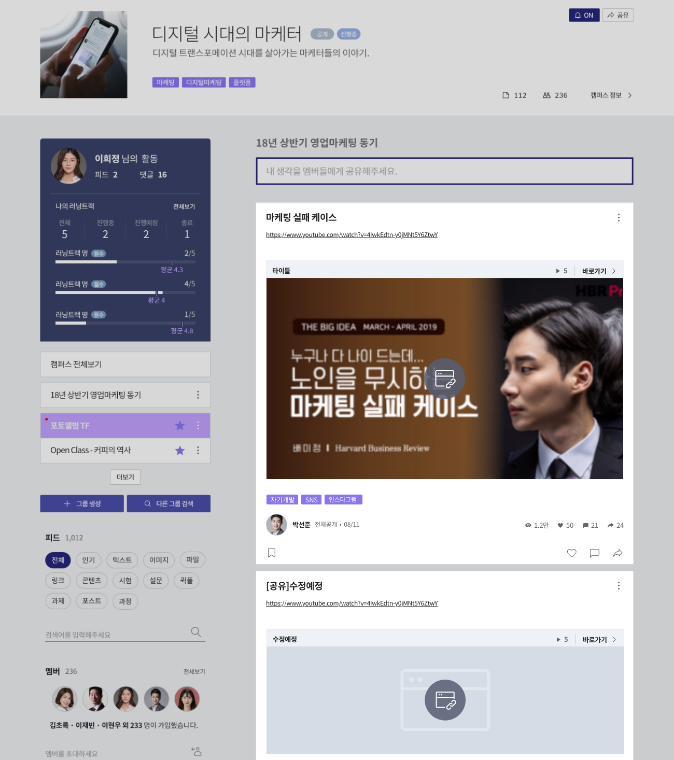 ON
공유
디지털 시대의 마케터 공개 진행중
디지털 트랜스포메이션 시대를 살아가는 마케터들의 이야기.
마케팅 디지털마케팅 플랫폼
112 236 캠퍼스 정보
이희정 님의 활동
피드 2 댓글 16
나의 러닝트랙 전체보기
전체 진행중 진행예정 종료
5 2 2 1
러닝트랙 명 필수 2/5
평균 4.3
러닝트랙 명 필수 4/5
평균 4
러닝트랙 명 필수 1/5
평균 4.8
캠퍼스 전체보기
18년 상반기 영업마케팅 동기
포토앨범 TF
Open Class - 커피의 역사
더보기
그룹 생성 다른 그룹 검색
피드 1,012
전체 인기 텍스트 이미지 파일
링크 콘텐츠 시험 설문 퀵폴
과제 포스트 과정
검색어를 입력해주세요
멤버 236 전체보기
김초록 · 이재빈 · 이현우 외 233 명이 가입했습니다.
멤버를 초대하세요
18년 상반기 영업마케팅 동기
내 생각을 멤버들에게 공유해주세요.
마케팅 실패 케이스
https://www.youtube.com/watch?v=4IwkEdtn-y0jMNt5Y6ZtwY
타이틀 5 바로가기
HBR Pr
THE BIG IDEA MARCH - APRIL 2019
누구나 다 나이 드는데...
노인을 무시하
마케팅 실패 케이스
배미정 | Harvard Business Review
자기개발 SNS 인스타그램
박선준 전체공개 • 08/11 1.2만 50 21 24
[공유]수정예정
https://www.youtube.com/watch?v=4IwkEdtn-y0jMNt5Y6ZtwY
수정예정 5 바로가기